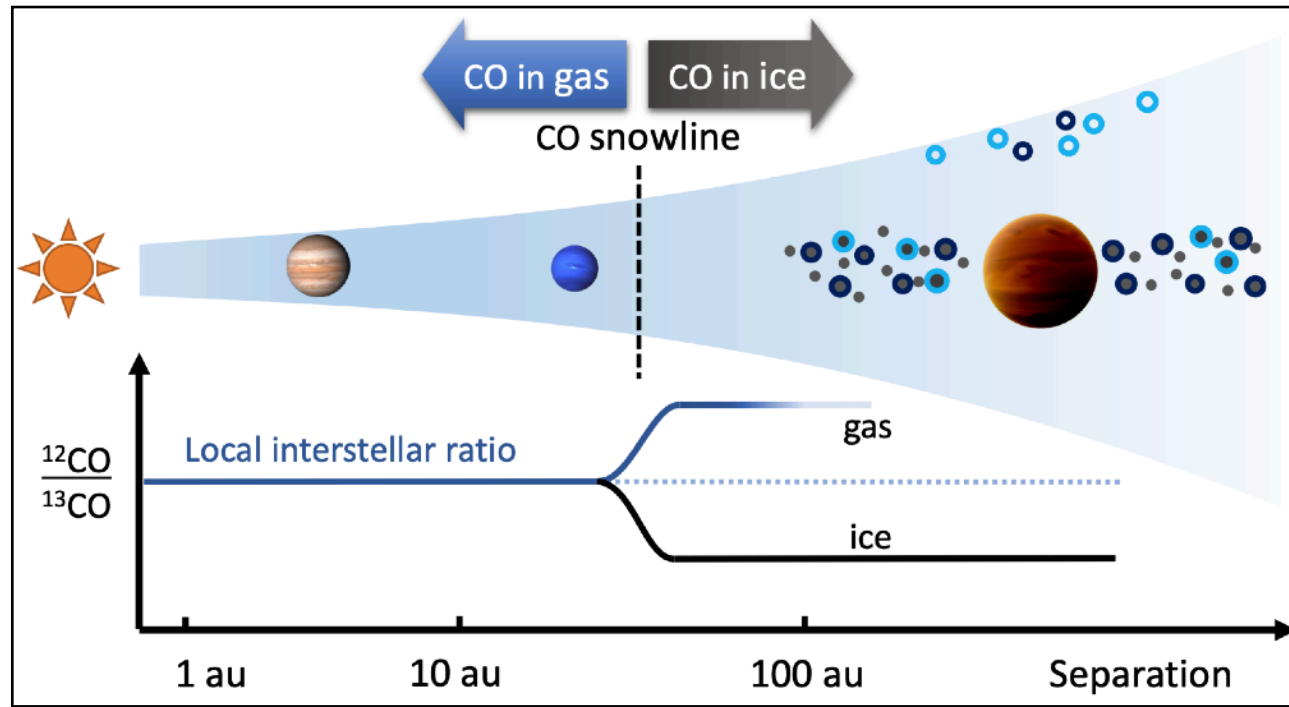 CO in gas
CO in ice
CO snowline
Local interstellar ratio
gas
¹²CO
¹³CO
ice
1 au
10 au
100 au
Separation